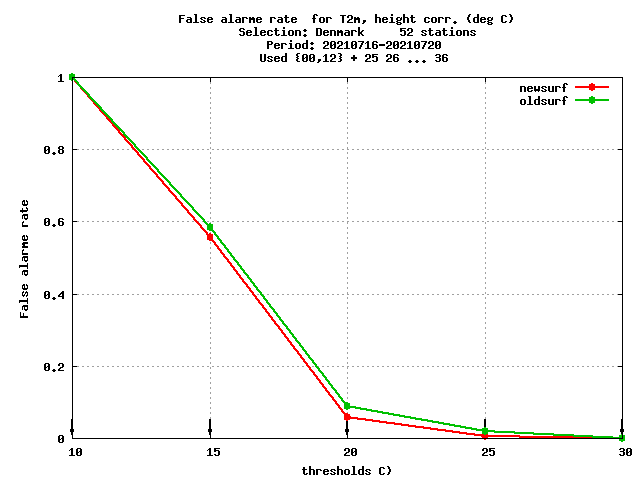 False alarme rate  for T2m, height corr. (deg C)
Selection: Denmark     52 stations
Period: 20210716-20210720
Used {00,12} + 25 26 ... 36
newsurf
oldsurf
1
0.8
0.6
0.4
0.2
0
False alarme rate
10 15 20 25 30
thresholds C)